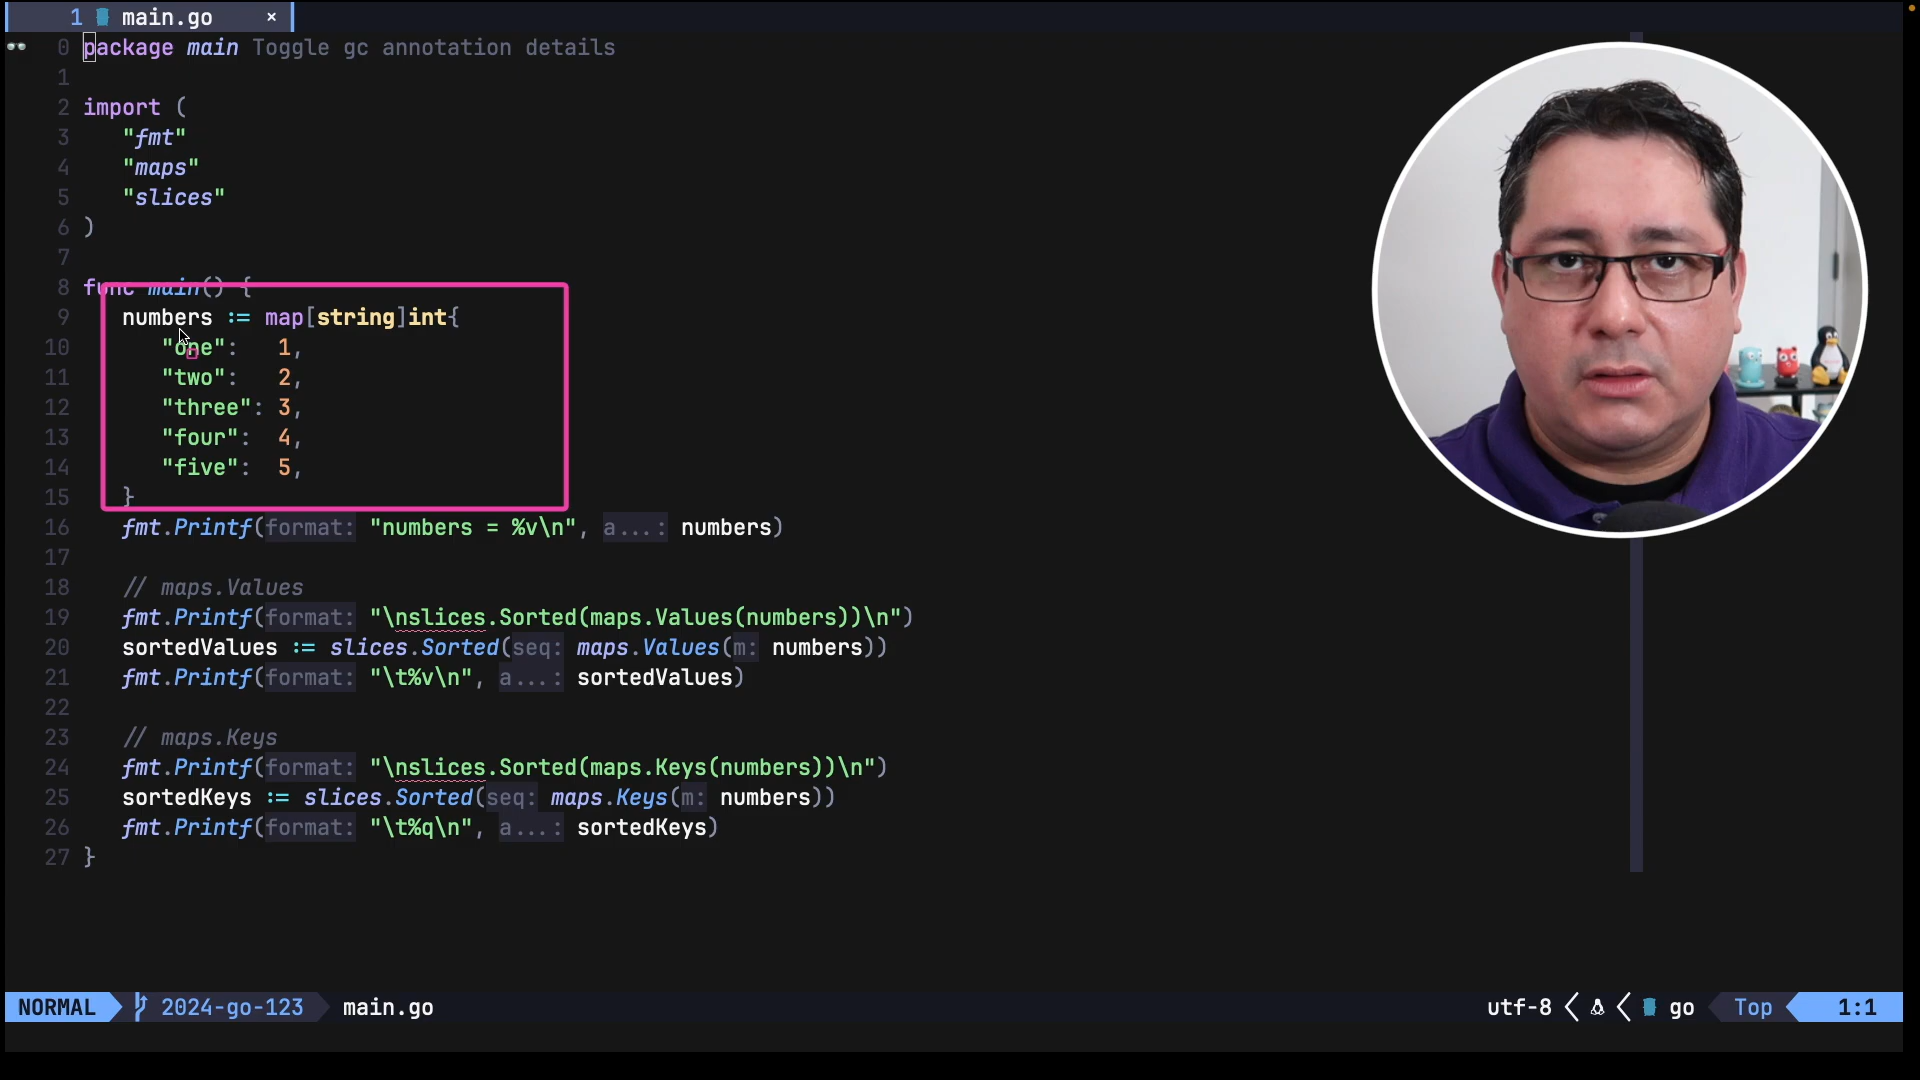 1 main.go ×
0 package main Toggle gc annotation details
1
2 import (
3 "fmt"
4 "maps"
5 "slices"
6 )
7
8 func main() {
9 numbers := map[string]int{
10 "one": 1,
11 "two": 2,
12 "three": 3,
13 "four": 4,
14 "five": 5,
15 }
16 fmt.Printf(format: "numbers = %v\n", a...: numbers)
17
18 // maps.Values
19 fmt.Printf(format: "\nslices.Sorted(maps.Values(numbers))\n")
20 sortedValues := slices.Sorted(seq: maps.Values(m: numbers))
21 fmt.Printf(format: "\t%v\n", a...: sortedValues)
22
23 // maps.Keys
24 fmt.Printf(format: "\nslices.Sorted(maps.Keys(numbers))\n")
25 sortedKeys := slices.Sorted(seq: maps.Keys(m: numbers))
26 fmt.Printf(format: "\t%q\n", a...: sortedKeys)
27 }
NORMAL 2024-go-123 main.go utf-8 go Top 1:1